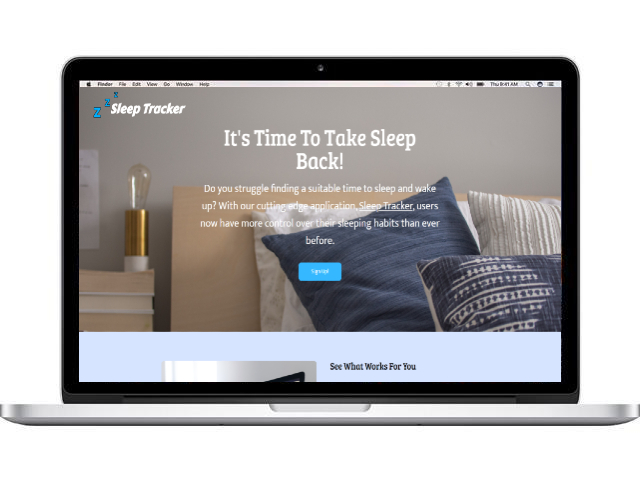 Finder File Edit View Go Window Help
Thu 9:41 AM
z z z
Sleep Tracker
It's Time To Take Sleep
Back!
Do you struggle finding a suitable time to sleep and wake
up? With our cutting edge application, Sleep Tracker, users
now have more control over their sleeping habits than ever
before.
See What Works For You